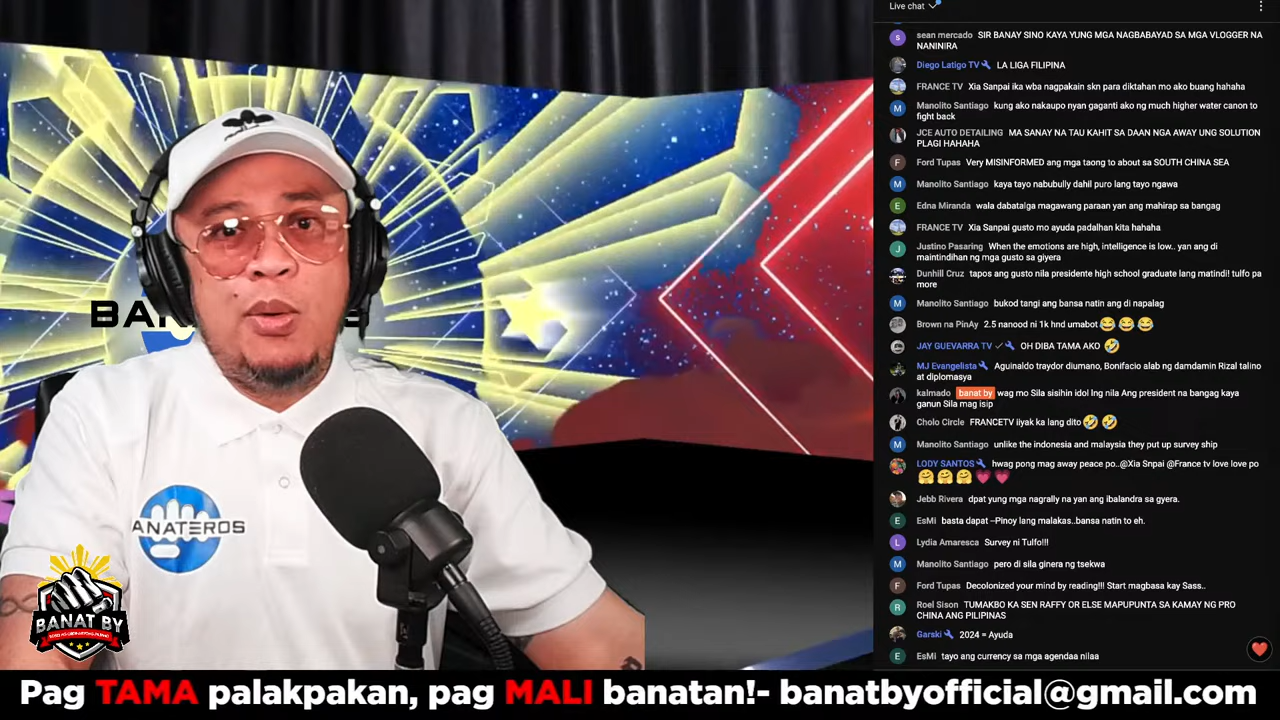 Live chat
sean mercado SIR BANAY SINO KAYA YUNG MGA NAGBABAYAD SA MGA VLOGGER NA
NANINIRA
Diego Latigo TV LA LIGA FILIPINA
FRANCE TV Xia Sanpai ika wba nagpakain skn para diktahan mo ako buang hahaha
Manolito Santiago kung ako nakaupo nyan gaganti ako ng much higher water canon to
fight back
JCE AUTO DETAILING MA SANAY NA TAU KAHIT SA DAAN NGA AWAY UNG SOLUTION
PLAGI HAHAHA
Ford Tupas Very MISINFORMED ang mga taong to about sa SOUTH CHINA SEA
Manolito Santiago kaya tayo nabubully dahil puro lang tayo ngawa
Edna Miranda wala dabatalga magawang paraan yan ang mahirap sa bangag
FRANCE TV Xia Sanpai gusto mo ayuda padalhan kita hahaha
Justino Pasaring When the emotions are high, intelligence is low.. yan ang di
maintindihan ng mga gusto sa giyera
Dunhill Cruz tapos ang gusto nila presidente high school graduate lang matindi! tulfo pa
more
Manolito Santiago bukod tangi ang bansa natin ang di napalag
Brown na PinAy 2.5 nanood ni 1k hnd umabot 😂 😂 😂
JAY GUEVARRA TV OH DIBA TAMA AKO 🤣
MJ Evangelista Aguinaldo traydor diumano, Bonifacio alab ng damdamin Rizal talino
at diplomasya
kalmado banat by wag mo Sila sisihin idol lng nila Ang president na bangag kaya
ganun Sila mag isip
Cholo Circle FRANCETV iiyak ka lang dito 🤣 🤣
Manolito Santiago unlike the indonesia and malaysia they put up survey ship
LODY SANTOS hwag pong mag away peace po..@Xia Snpai @France tv love love po
🤗 🤗 🤗 💗 💗
Jebb Rivera dpat yung mga nagrally na yan ang ibalandra sa gyera.
EsMi basta dapat --Pinoy lang malakas..bansa natin to eh.
Lydia Amaresca Survey ni Tulfo!!!
Manolito Santiago pero di sila ginera ng tsekwa
Ford Tupas Decolonized your mind by reading!!! Start magbasa kay Sass..
Roel Sison TUMAKBO KA SEN RAFFY OR ELSE MAPUPUNTA SA KAMAY NG PRO
CHINA ANG PILIPINAS
Garski 2024 = Ayuda
EsMi tayo ang currency sa mga agendaa nilaa
ANATEROS
BANAT BY
Pag TAMA palakpakan, pag MALI banatan!- banatbyofficial@gmail.com